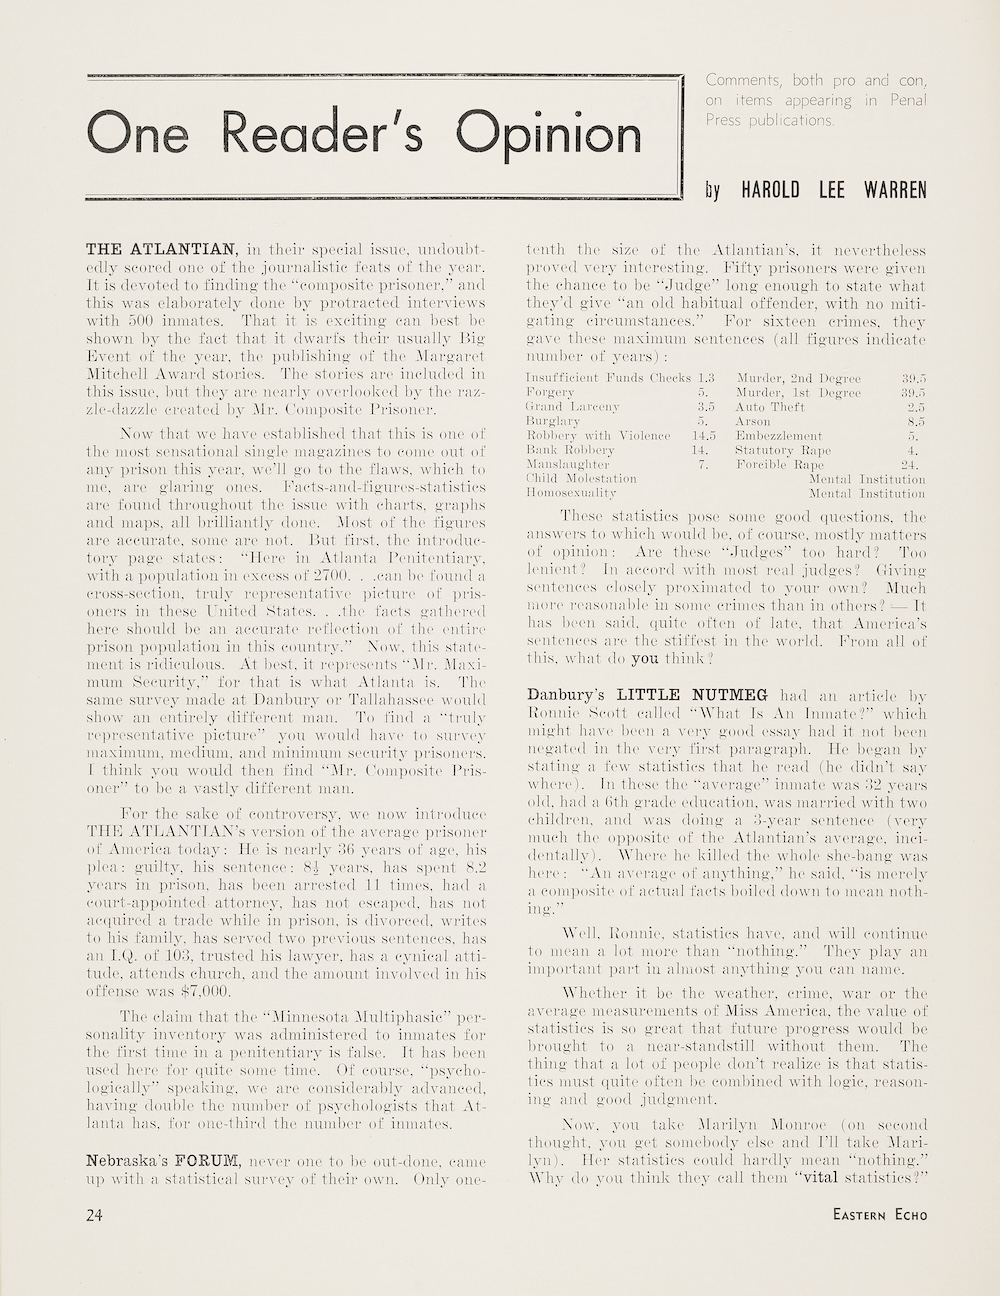 One Reader's Opinion
Comments, both pro and con,
on items appearing in Penal
Press publications.
by HAROLD LEE WARREN
THE ATLANTIAN, in their special issue, undoubt-
edly scored one of the journalistic feats of the year.
It is devoted to finding the "composite prisoner," and
this was elaborately done by protracted interviews
with 500 inmates. That it is exciting can best be
shown by the fact that it dwarfs their usually Big
Event of the year, the publishing of the Margaret
Mitchell Award stories. The stories are included in
this issue, but they are nearly overlooked by the raz-
zle-dazzle created by Mr. Composite Prisoner.
Now that we have established that this is one of
the most sensational single magazines to come out of
any prison this year, we'll go to the flaws, which to
me, are glaring ones. Facts-and-figures-statistics
are found throughout the issue with charts, graphs
and maps, all brilliantly done. Most of the figures
are accurate, some are not. But first, the introduc-
tory page states: "Here in Atlanta Penitentiary,
with a population in excess of 2700. . .can be found a
cross-section, truly representative picture of pris-
oners in these United States. . .the facts gathered
here should be an accurate reflection of the entire
prison population in this country." Now, this state-
ment is ridiculous. At best, it represents "Mr. Maxi-
mum Security," for that is what Atlanta is. The
same survey made at Danbury or Tallahassee would
show an entirely different man. To find a "truly
representative picture" you would have to survey
maximum, medium, and minimum security prisoners.
I think you would then find "Mr. Composite Pris-
oner" to be a vastly different man.
For the sake of controversy, we now introduce
THE ATLANTIAN's version of the average prisoner
of America today: He is nearly 36 years of age, his
plea: guilty, his sentence: 8½ years, has spent 8.2
years in prison, has been arrested 11 times, had a
court-appointed attorney, has not escaped, has not
acquired a trade while in prison, is divorced, writes
to his family, has served two previous sentences, has
an I.Q. of 103, trusted his lawyer, has a cynical atti-
tude, attends church, and the amount involved in his
offense was $7,000.
The claim that the "Minnesota Multiphasic" per-
sonality inventory was administered to inmates for
the first time in a penitentiary is false. It has been
used here for quite some time. Of course, "psycho-
logically" speaking, we are considerably advanced,
having double the number of psychologists that At-
lanta has, for one-third the number of inmates.
Nebraska's FORUM, never one to be out-done, came
up with a statistical survey of their own. Only one-
tenth the size of the Atlantian's, it nevertheless
proved very interesting. Fifty prisoners were given
the chance to be "Judge" long enough to state what
they'd give "an old habitual offender, with no miti-
gating circumstances." For sixteen crimes, they
gave these maximum sentences (all figures indicate
number of years) :
Insufficient Funds Checks 1.3 Murder, 2nd Degree 39.5
Forgery 5. Murder, 1st Degree 39.5
Grand Larceny 3.5 Auto Theft 2.5
Burglary 5. Arson 8.5
Robbery with Violence 14.5 Embezzlement 5.
Bank Robbery 14. Statutory Rape 4.
Manslaughter 7. Forcible Rape 24.
Child Molestation Mental Institution
Homosexuality Mental Institution
These statistics pose some good questions, the
answers to which would be, of course, mostly matters
of opinion: Are these "Judges" too hard? Too
lenient? In accord with most real judges? Giving
sentences closely proximated to your own? Much
more reasonable in some crimes than in others? — It
has been said, quite often of late, that America's
sentences are the stiffest in the world. From all of
this, what do you think?
Danbury's LITTLE NUTMEG had an article by
Ronnie Scott called "What Is An Inmate?" which
might have been a very good essay had it not been
negated in the very first paragraph. He began by
stating a few statistics that he read (he didn't say
where). In these the "average" inmate was 32 years
old, had a 6th grade education, was married with two
children, and was doing a 3-year sentence (very
much the opposite of the Atlantian's average, inci-
dentally). Where he killed the whole she-bang was
here: "An average of anything," he said, "is merely
a composite of actual facts boiled down to mean noth-
ing."
Well, Ronnie, statistics have, and will continue
to mean a lot more than "nothing." They play an
important part in almost anything you can name.
Whether it be the weather, crime, war or the
average measurements of Miss America, the value of
statistics is so great that future progress would be
brought to a near-standstill without them. The
thing that a lot of people don't realize is that statis-
tics must quite often be combined with logic, reason-
ing and good judgment.
Now, you take Marilyn Monroe (on second
thought, you get somebody else and I'll take Mari-
lyn). Her statistics could hardly mean "nothing."
Why do you think they call them "vital statistics?"
24
EASTERN ECHO